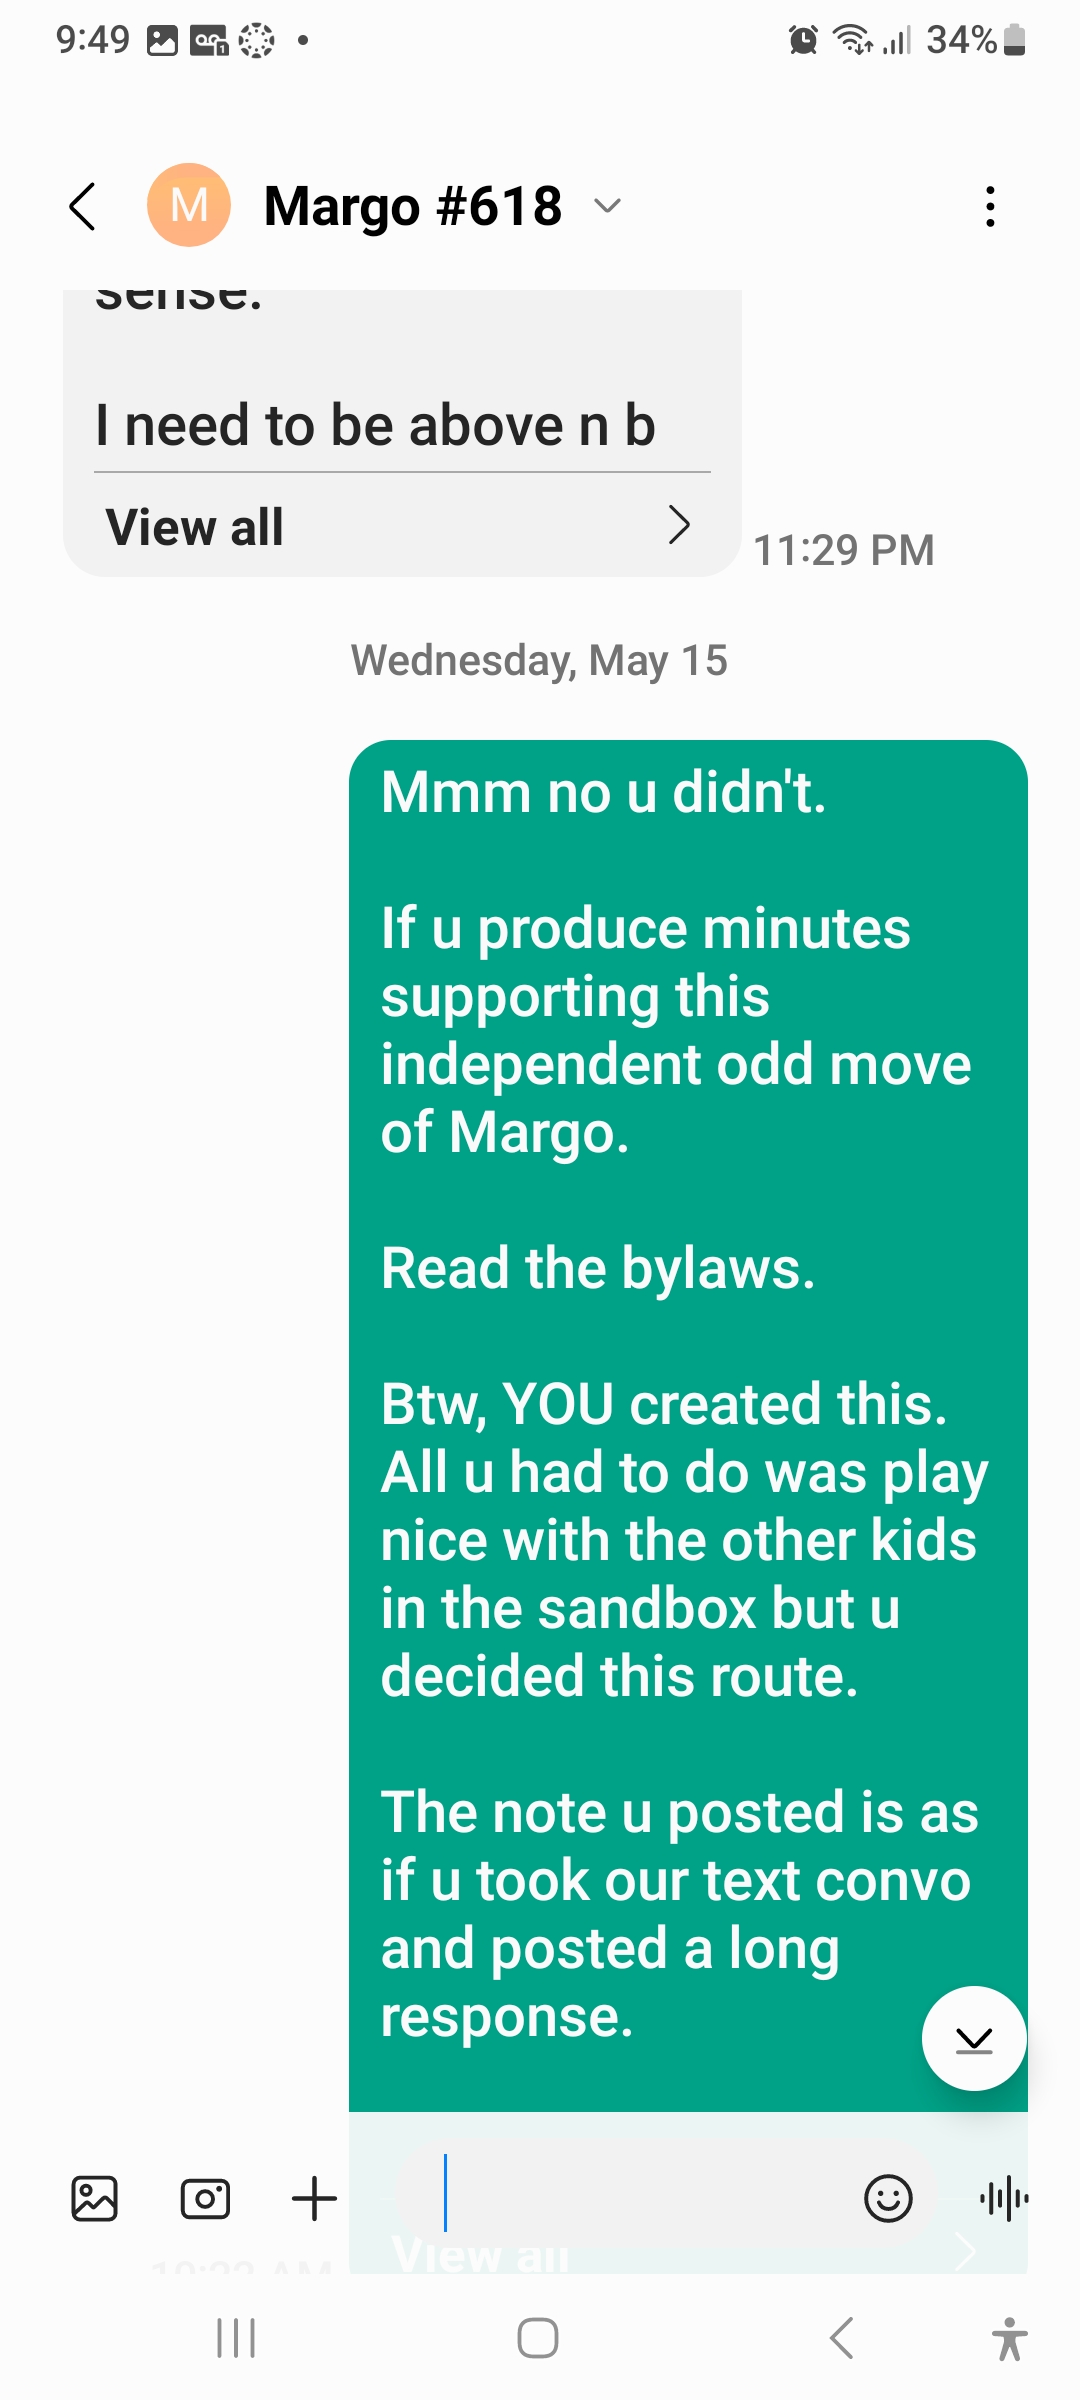 9:49
34%
M Margo #618
sense.
I need to be above n b
View all
11:29 PM
Wednesday, May 15
Mmm no u didn't.
If u produce minutes
supporting this
independent odd move
of Margo.
Read the bylaws.
Btw, YOU created this.
All u had to do was play
nice with the other kids
in the sandbox but u
decided this route.
The note u posted is as
if u took our text convo
and posted a long
response.
View all